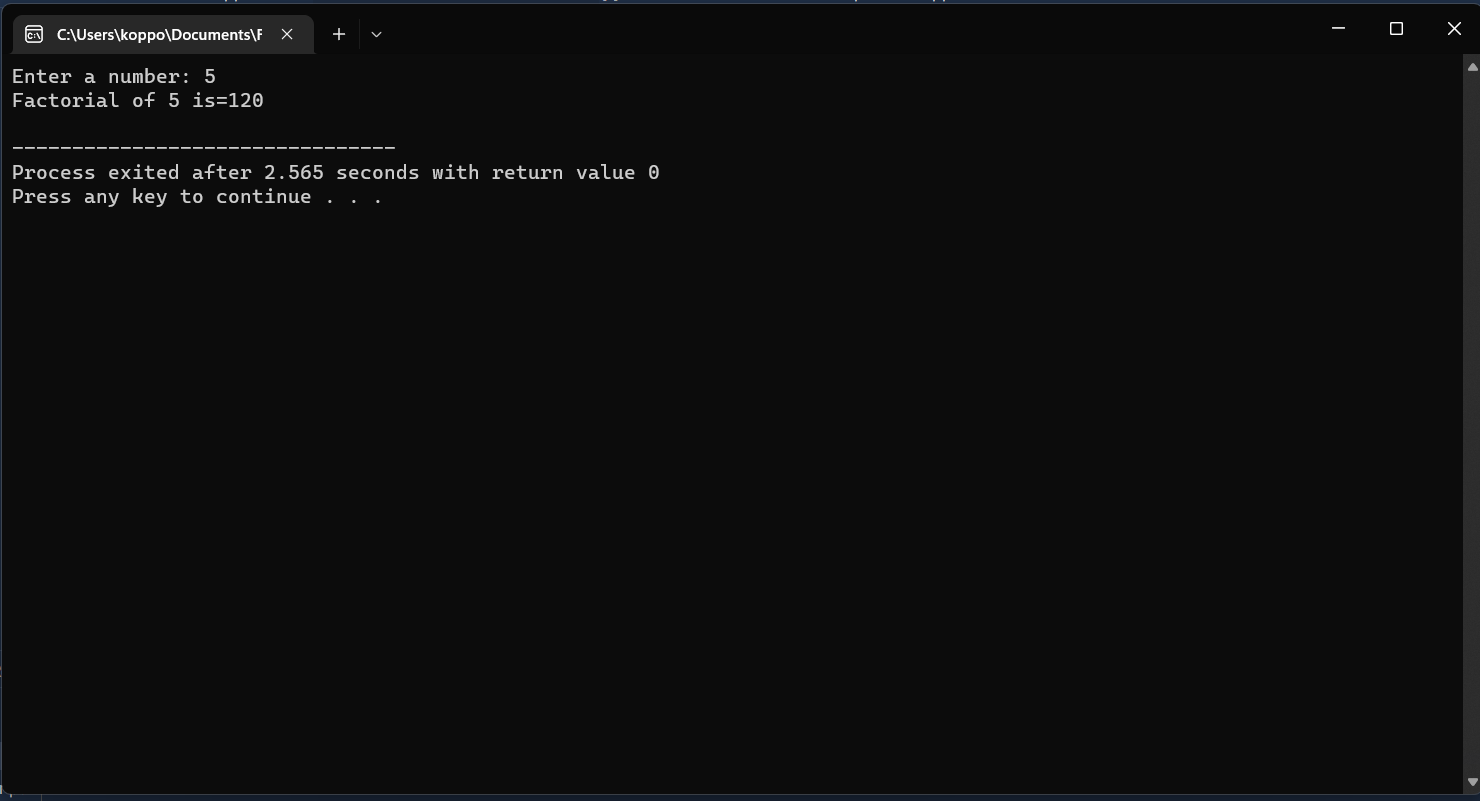 C:\Users\koppo\Documents\F
Enter a number: 5
Factorial of 5 is=120
--------------------------------
Process exited after 2.565 seconds with return value 0
Press any key to continue . . .